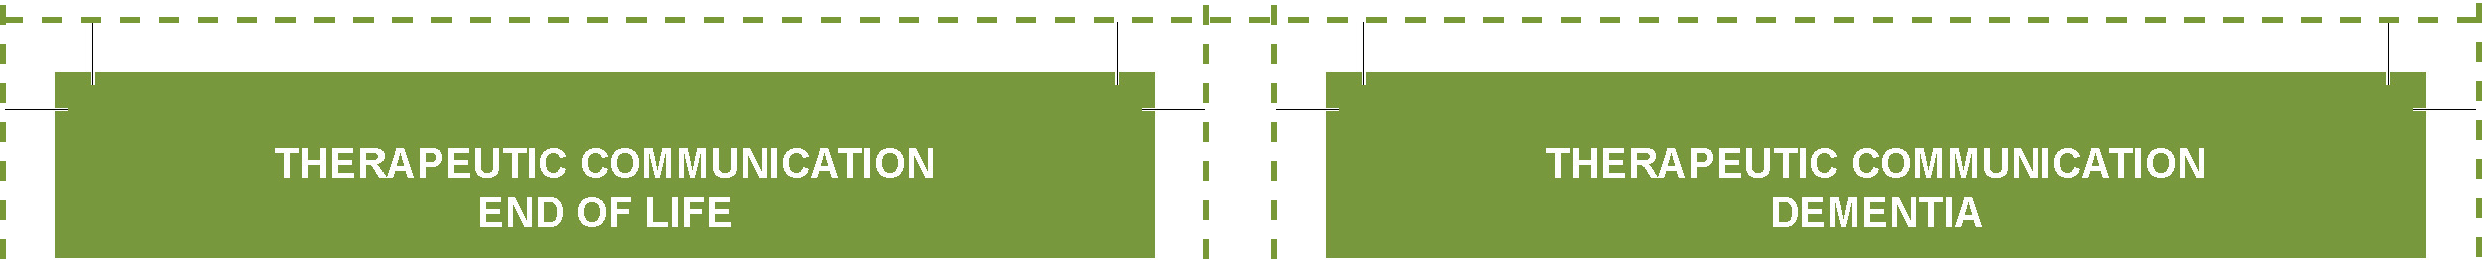 THERAPEUTIC COMMUNICATION
END OF LIFE
THERAPEUTIC COMMUNICATION
DEMENTIA